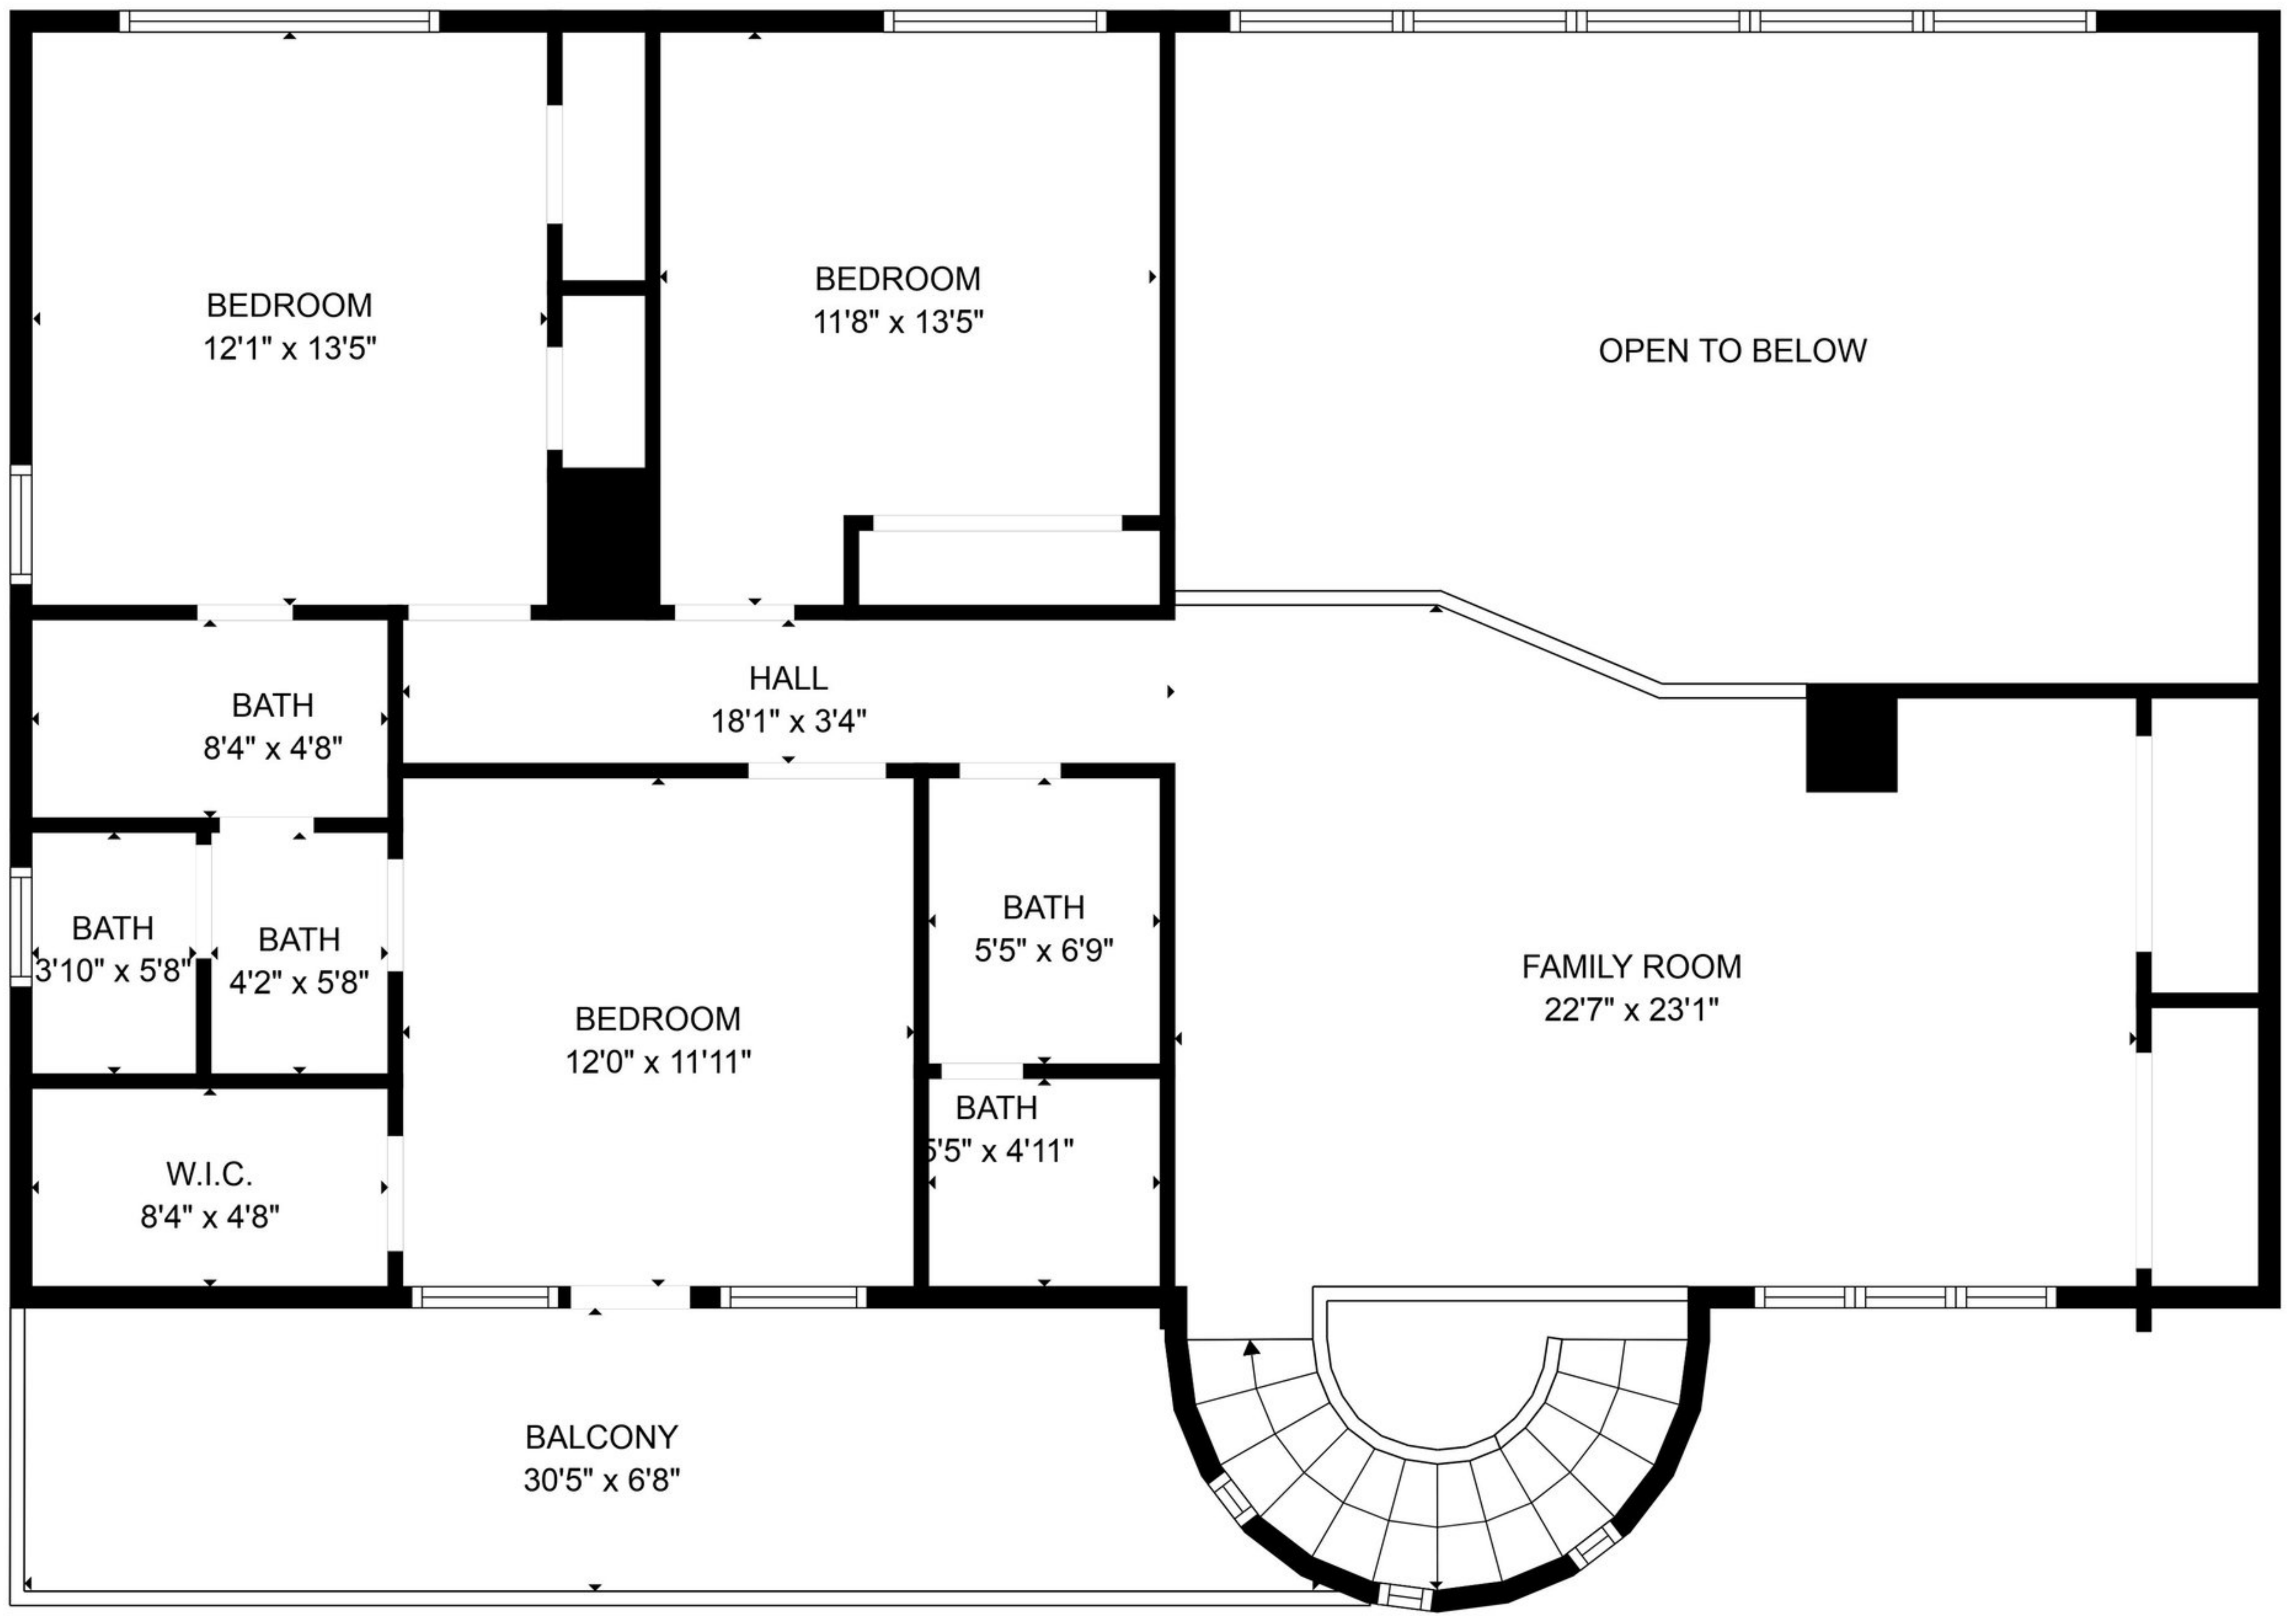 BEDROOM
12'1" x 13'5"
BEDROOM
11'8" x 13'5"
OPEN TO BELOW
HALL
18'1" x 3'4"
BATH
8'4" x 4'8"
BATH
3'10" x 5'8"
BATH
4'2" x 5'8"
BATH
5'5" x 6'9"
FAMILY ROOM
22'7" x 23'1"
BEDROOM
12'0" x 11'11"
BATH
5'5" x 4'11"
W.I.C.
8'4" x 4'8"
BALCONY
30'5" x 6'8"